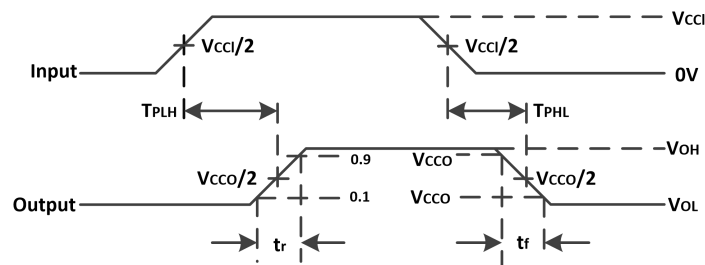 VCCI
VCCI/2
VCCI/2
Input
0V
TPLH
TPHL
VOH
0.9
VCCO
VCCO/2
VCCO/2
0.1
VCCO
Output
VOL
tr
tf